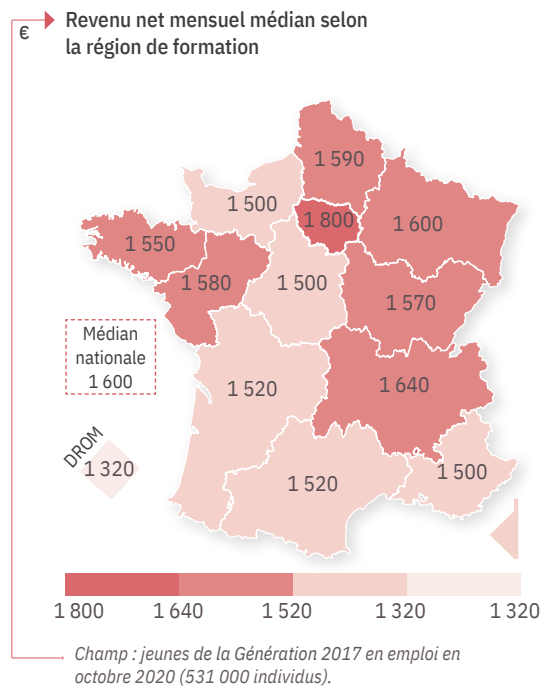 €
Revenu net mensuel médian selon
la région de formation
1 590
1 500
1 800
1 600
1 550
1 580
1 500
1 570
Médian
nationale
1 600
1 520
1 640
DROM
1 320
1 520
1 500
1 800 1 640 1 520 1 320 1 320
Champ : jeunes de la Génération 2017 en emploi en
octobre 2020 (531 000 individus).